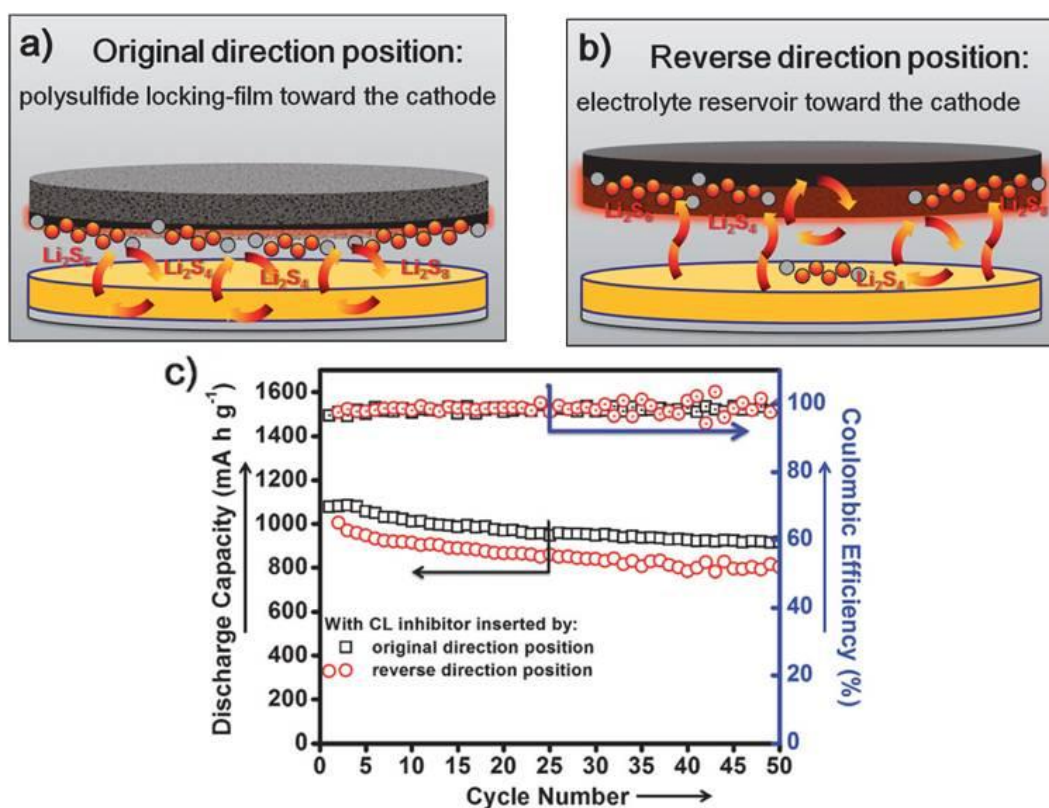 a) Original direction position:
polysulfide locking-film toward the cathode
Li₂S₄
Li₂S₄
Li₂S₈
b) Reverse direction position:
electrolyte reservoir toward the cathode
Li₂S₄
Li₂S₄
c)
1600
1400
1200
1000
800
600
400
200
0
Discharge Capacity (mA h g⁻¹)
100
80
60
40
20
0
Coulombic Efficiency (%)
With CL inhibitor inserted by:
original direction position
reverse direction position
0 5 10 15 20 25 30 35 40 45 50
Cycle Number